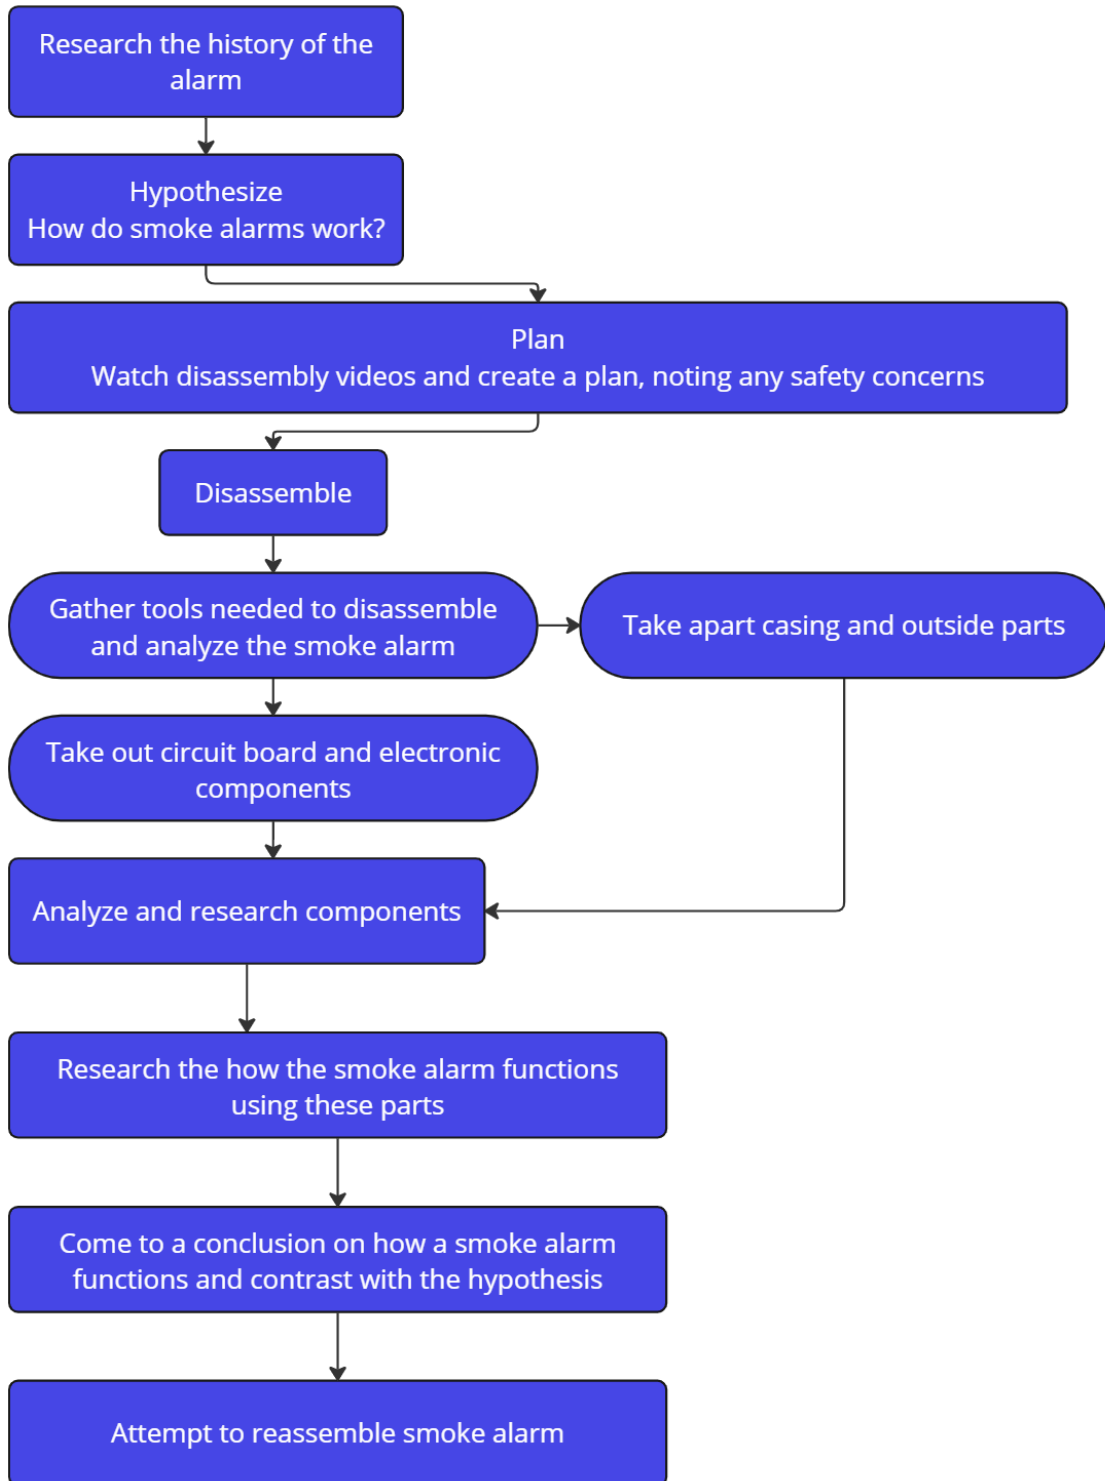 Research the history of the
alarm
Hypothesize
How do smoke alarms work?
Plan
Watch disassembly videos and create a plan, noting any safety concerns
Disassemble
Gather tools needed to disassemble
and analyze the smoke alarm
Take apart casing and outside parts
Take out circuit board and electronic
components
Analyze and research components
Research the how the smoke alarm functions
using these parts
Come to a conclusion on how a smoke alarm
functions and contrast with the hypothesis
Attempt to reassemble smoke alarm